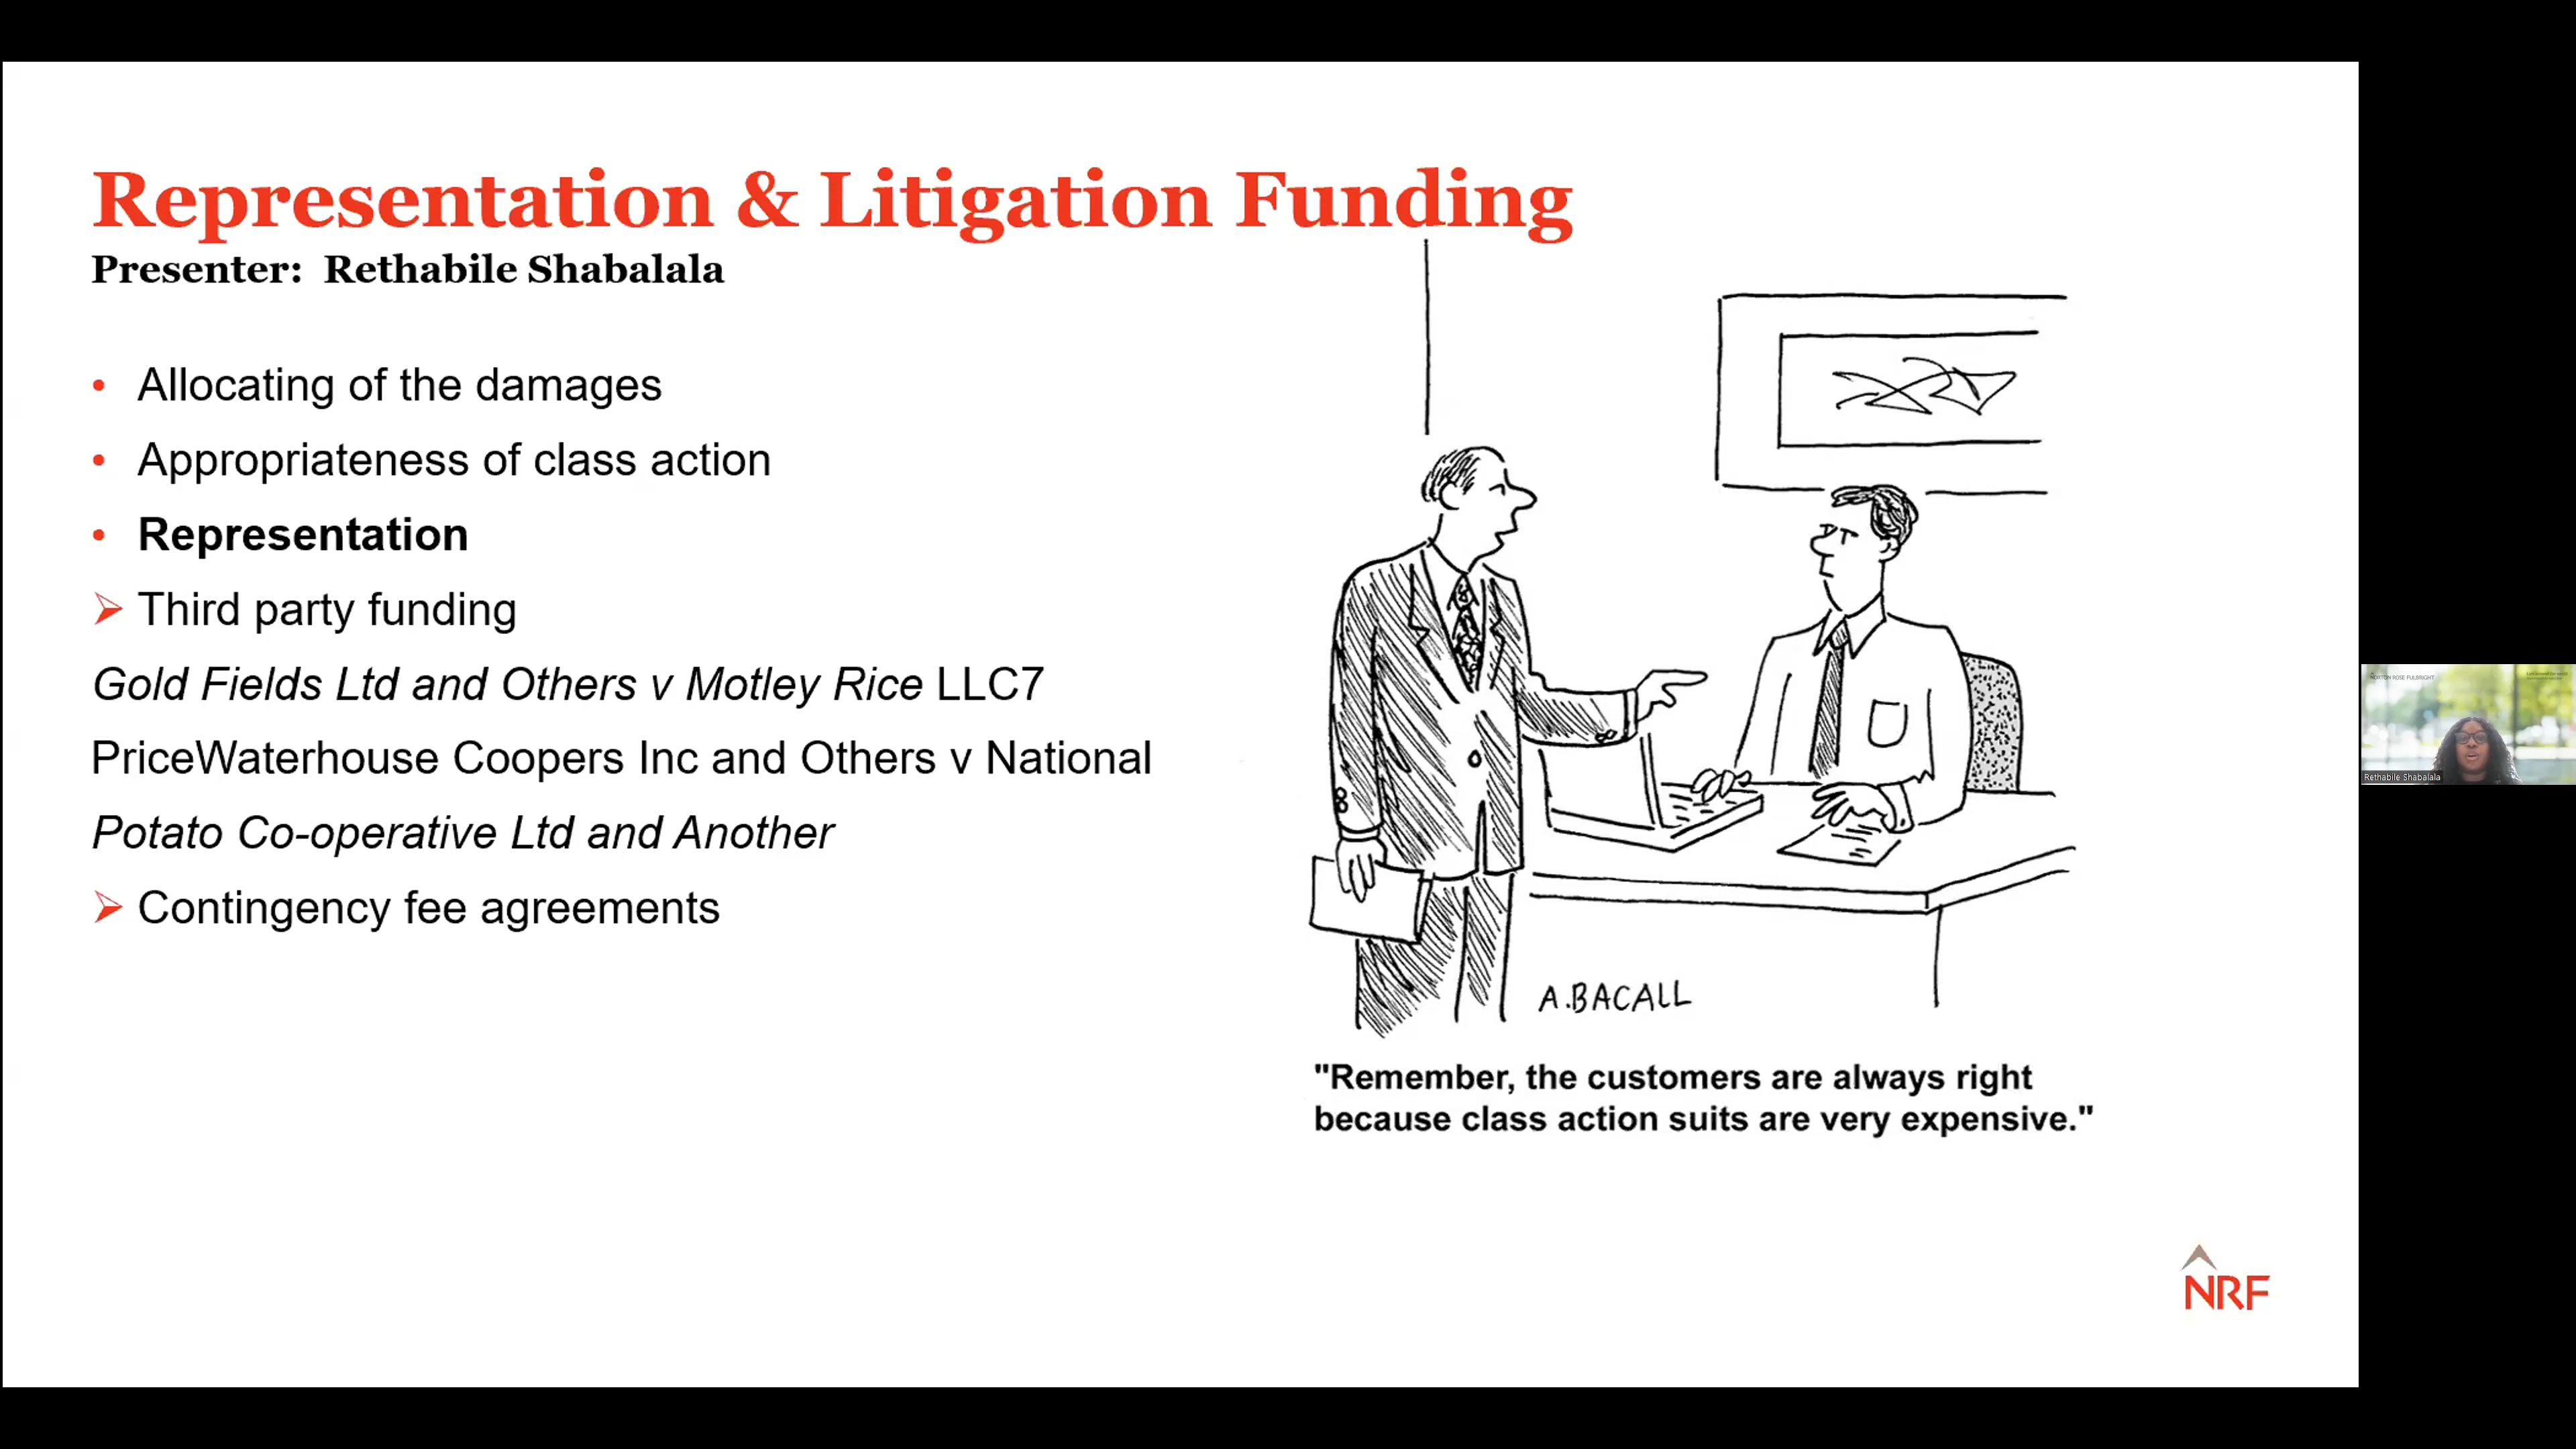 Representation & Litigation Funding
Presenter: Rethabile Shabalala
• Allocating of the damages
• Appropriateness of class action
• Representation
➢ Third party funding
Gold Fields Ltd and Others v Motley Rice LLC7
PriceWaterhouse Coopers Inc and Others v National
Potato Co-operative Ltd and Another
➢ Contingency fee agreements
A.BACALL
"Remember, the customers are always right
because class action suits are very expensive."
NRF
NORTON ROSE FULBRIGHT
Rethabile Shabalala